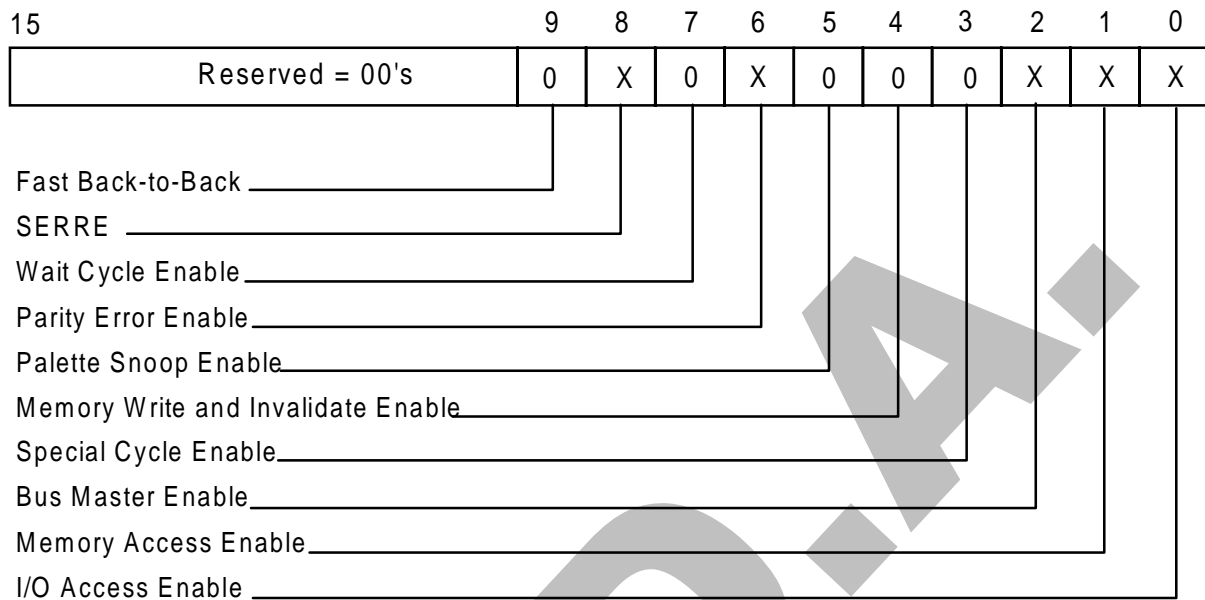 15 9 8 7 6 5 4 3 2 1 0
Reserved = 00's 0 X 0 X 0 0 0 X X X
Fast Back-to-Back
SERRE
Wait Cycle Enable
Parity Error Enable
Palette Snoop Enable
Memory Write and Invalidate Enable
Special Cycle Enable
Bus Master Enable
Memory Access Enable
I/O Access Enable